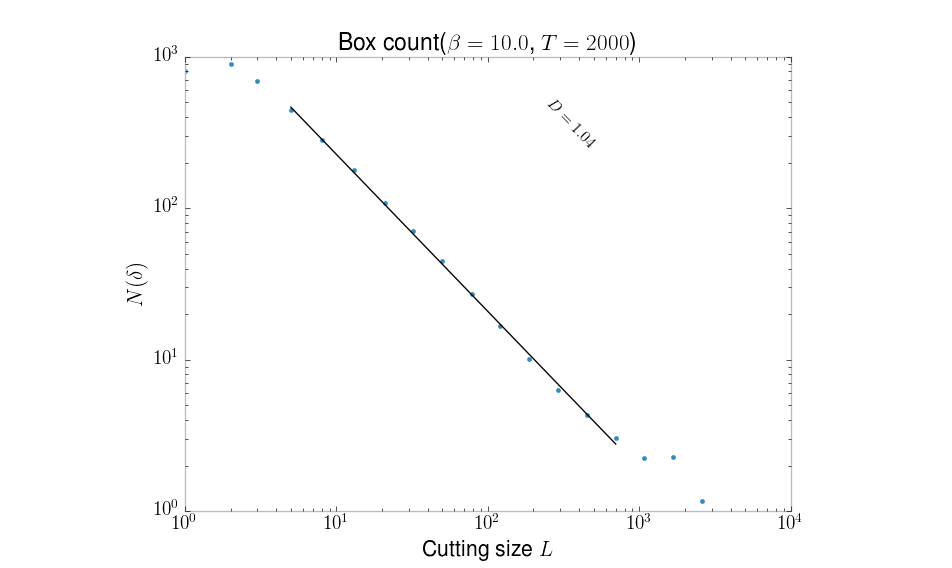 Box count(β = 10.0, T = 2000)
10³
D = 1.04
10²
N(δ)
10¹
10⁰
10⁰ 10¹ 10² 10³ 10⁴
Cutting size L